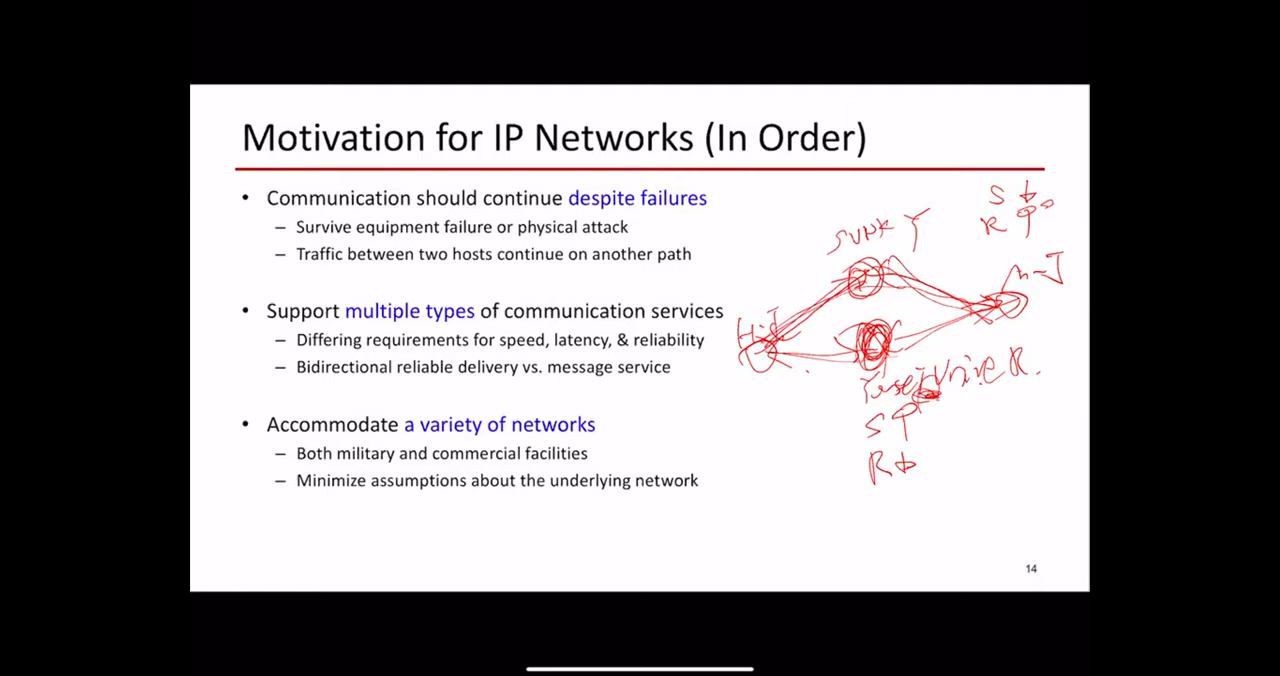 Motivation for IP Networks (In Order)
• Communication should continue despite failures
– Survive equipment failure or physical attack
– Traffic between two hosts continue on another path
• Support multiple types of communication services
– Differing requirements for speed, latency, & reliability
– Bidirectional reliable delivery vs. message service
• Accommodate a variety of networks
– Both military and commercial facilities
– Minimize assumptions about the underlying network
S
R
S
R
14